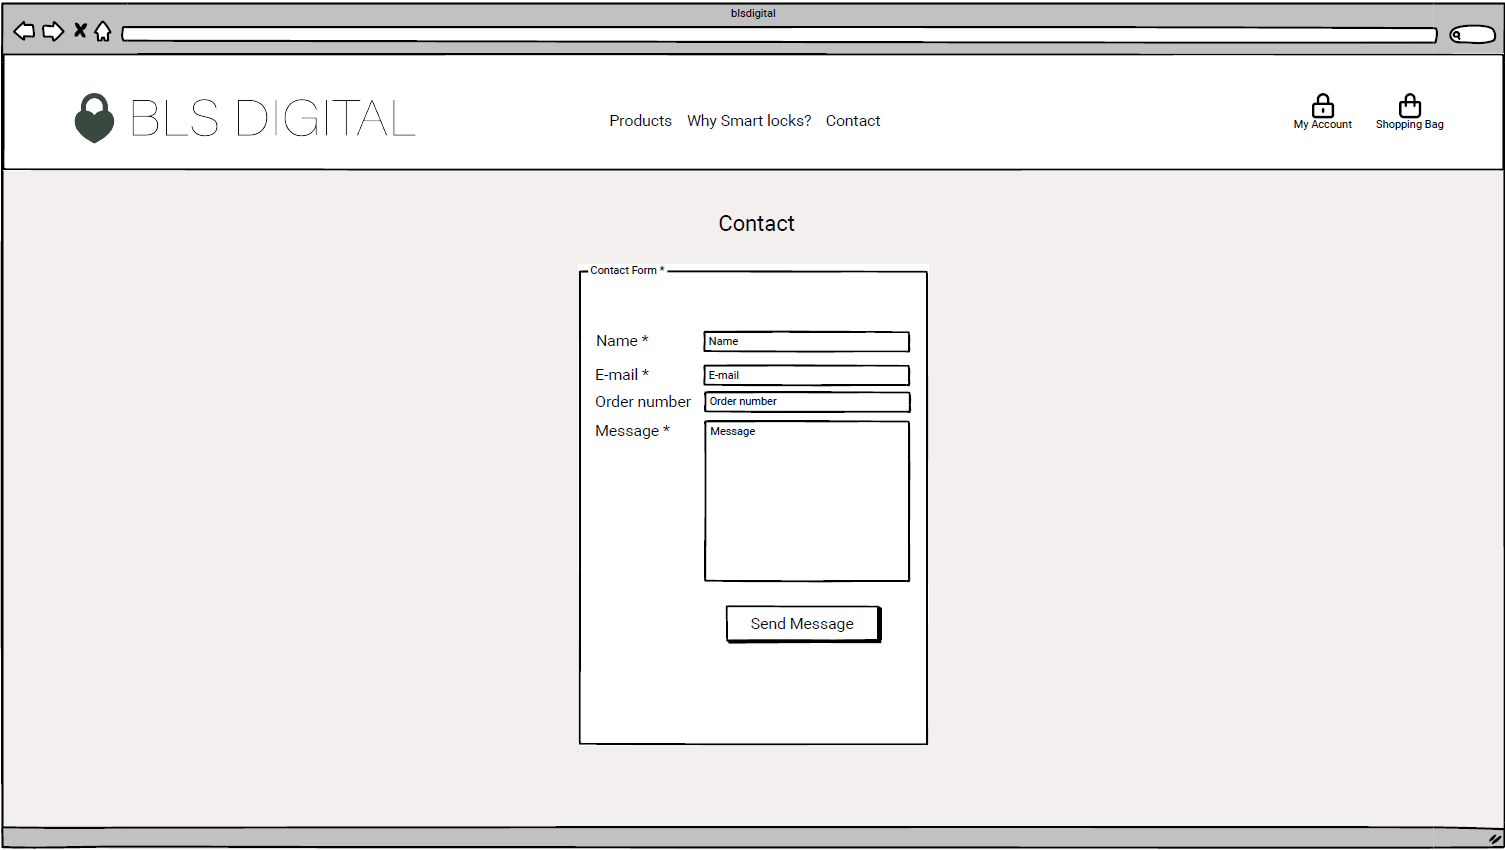 blsdigital
BLS DIGITAL
Products Why Smart locks? Contact
My Account Shopping Bag
Contact
Contact Form *
Name * Name
E-mail * E-mail
Order number Order number
Message * Message
Send Message